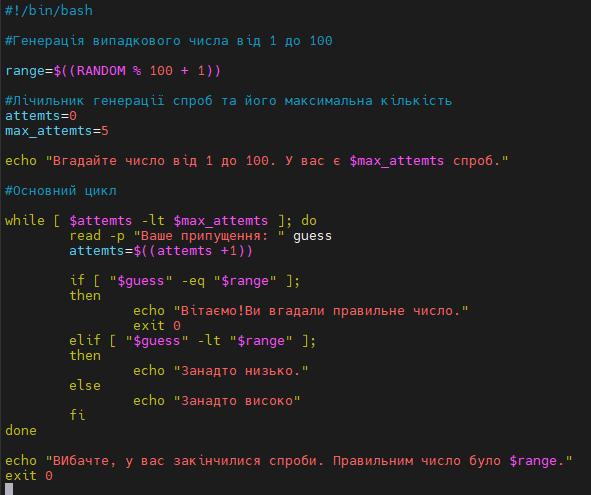 #!/bin/bash
#Генерація випадкового числа від 1 до 100
range=$((RANDOM % 100 + 1))
#Лічильник генерації спроб та його максимальна кількість
attemts=0
max_attemts=5
echo "Вгадайте число від 1 до 100. У вас є $max_attemts спроб."
#Основний цикл
while [ $attemts -lt $max_attemts ]; do
read -p "Ваше припущення: " guess
attemts=$((attemts +1))
if [ "$guess" -eq "$range" ];
then
echo "Вітаємо!Ви вгадали правильне число."
exit 0
elif [ "$guess" -lt "$range" ];
then
echo "Занадто низько."
else
echo "Занадто високо"
fi
done
echo "ВИбачте, у вас закінчилися спроби. Правильним число було $range."
exit 0